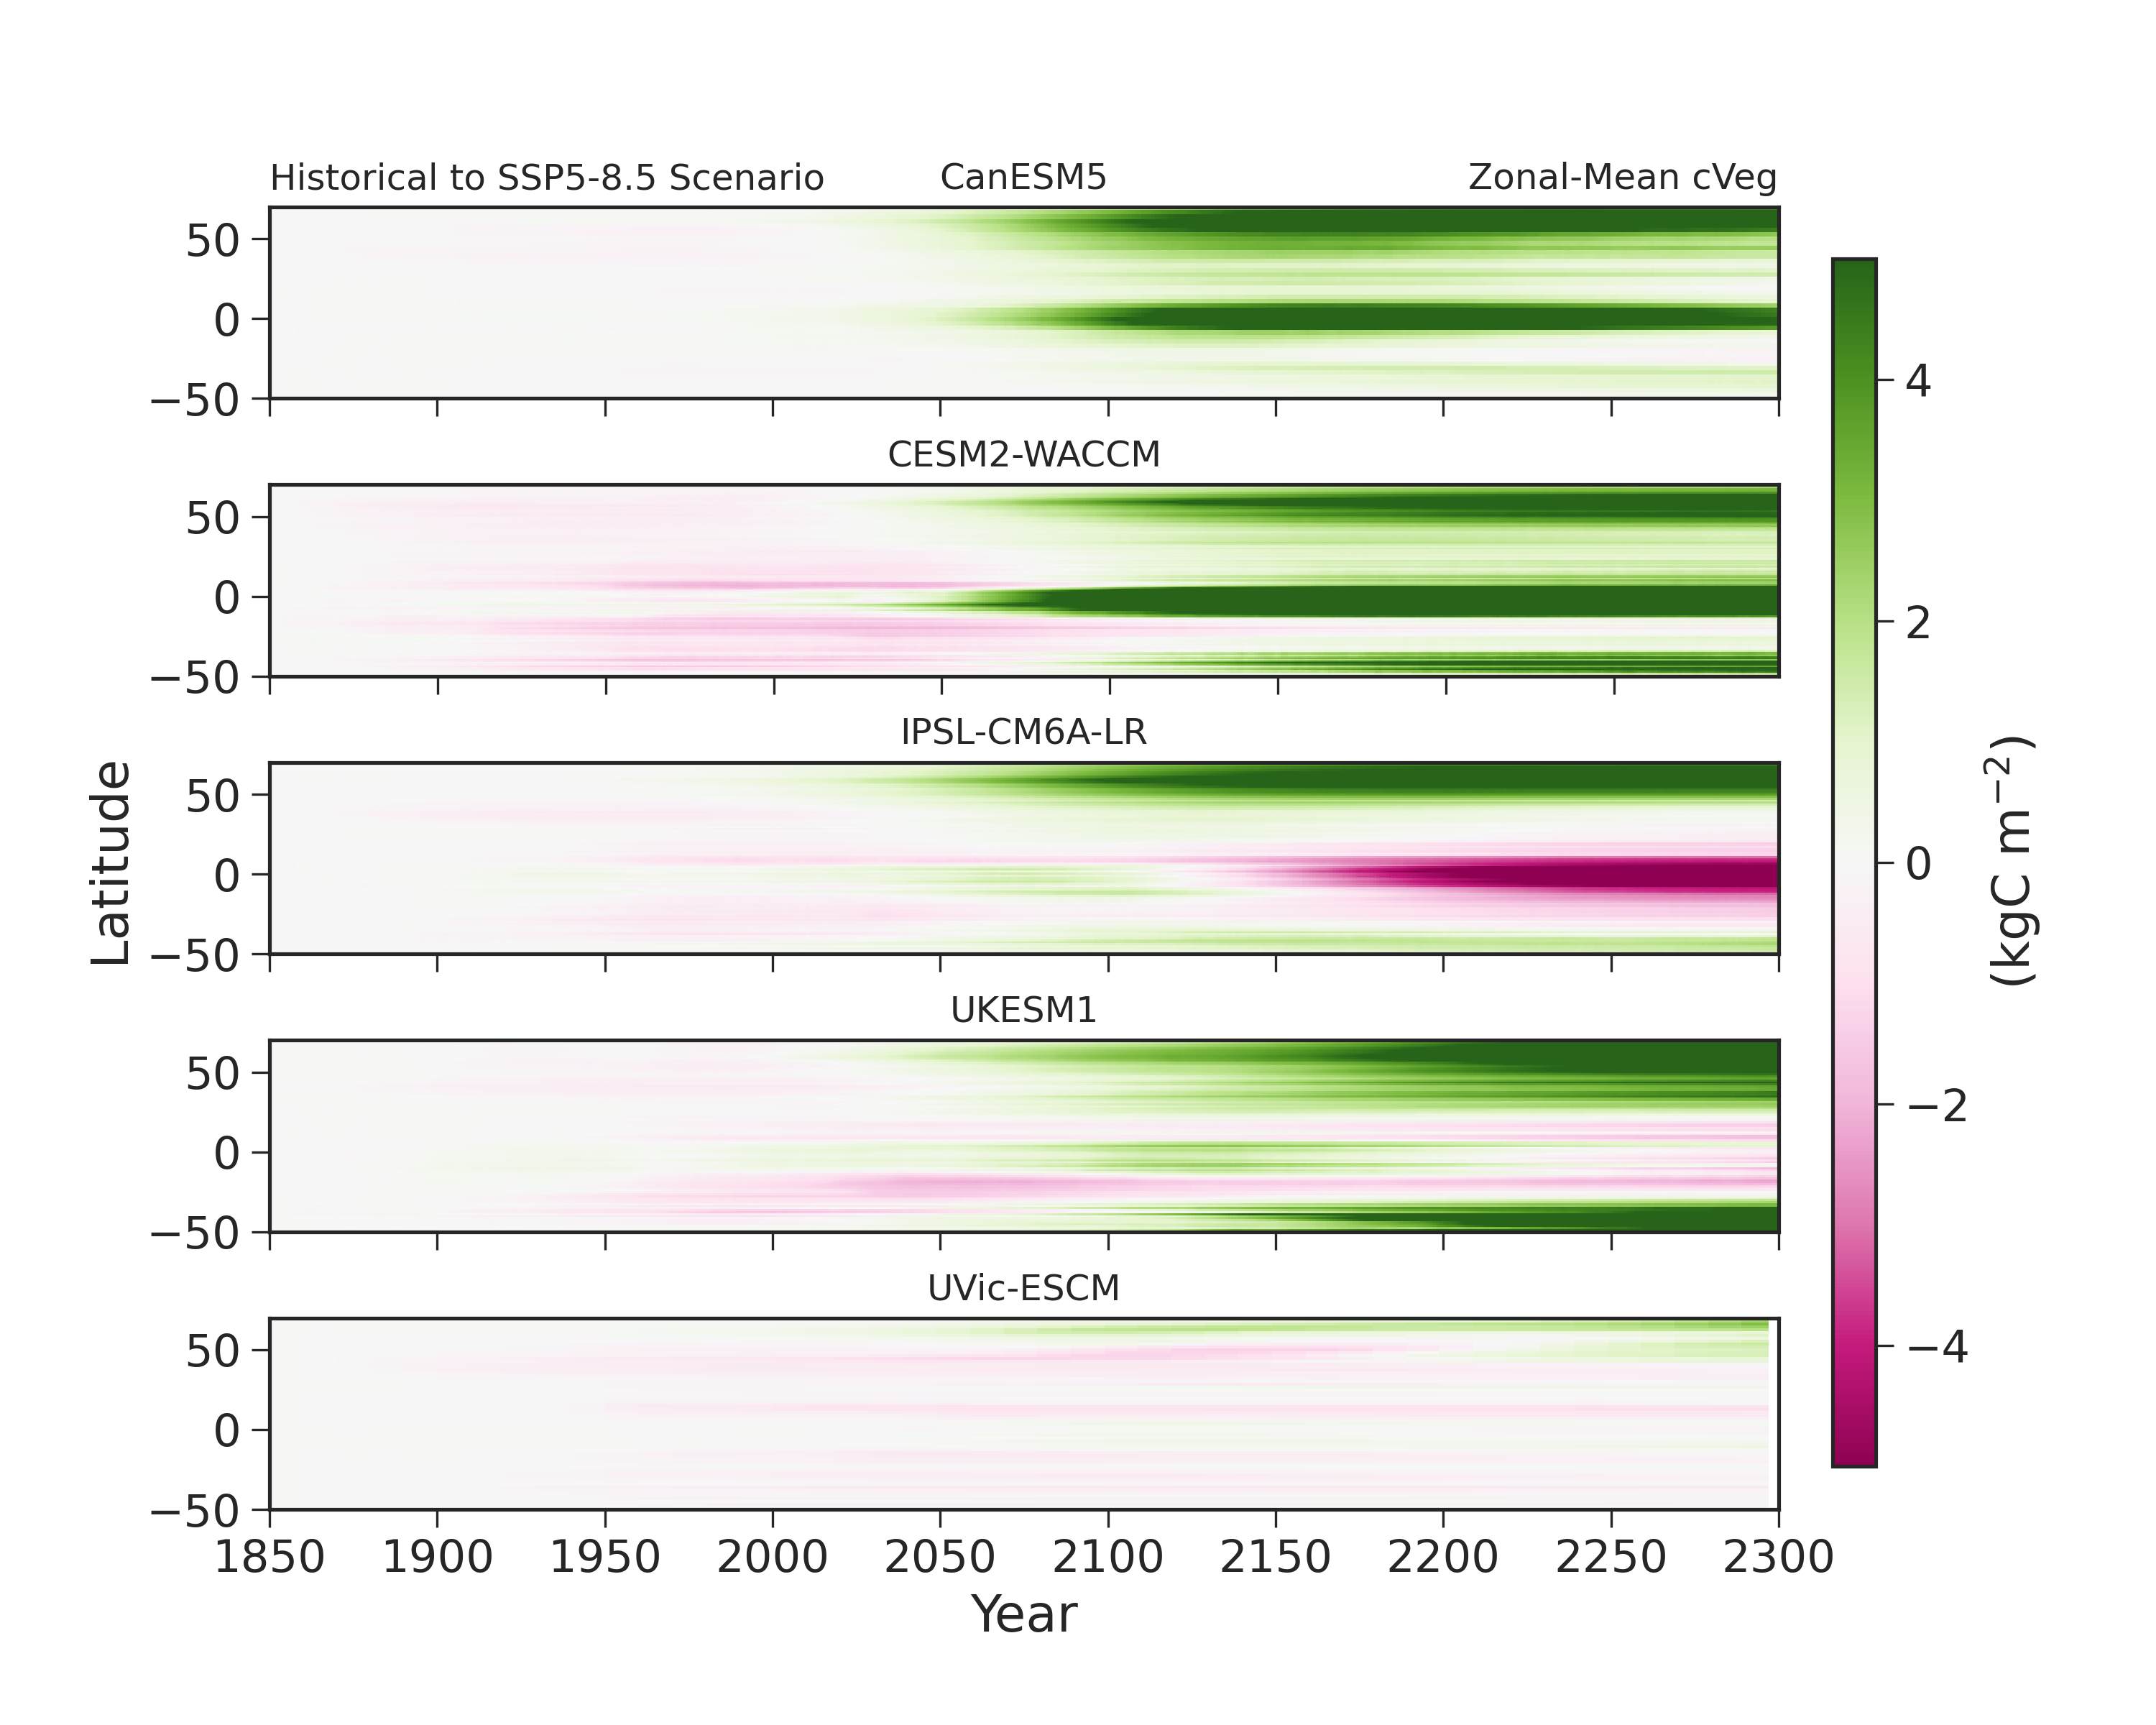 Historical to SSP5-8.5 Scenario CanESM5 Zonal-Mean cVeg
50
0
−50
CESM2-WACCM
50
0
−50
IPSL-CM6A-LR
50
0
−50
UKESM1
50
0
−50
UVic-ESCM
50
0
−50
1850 1900 1950 2000 2050 2100 2150 2200 2250 2300
Year
Latitude
4
2
0
−2
−4
(kgC m⁻²)